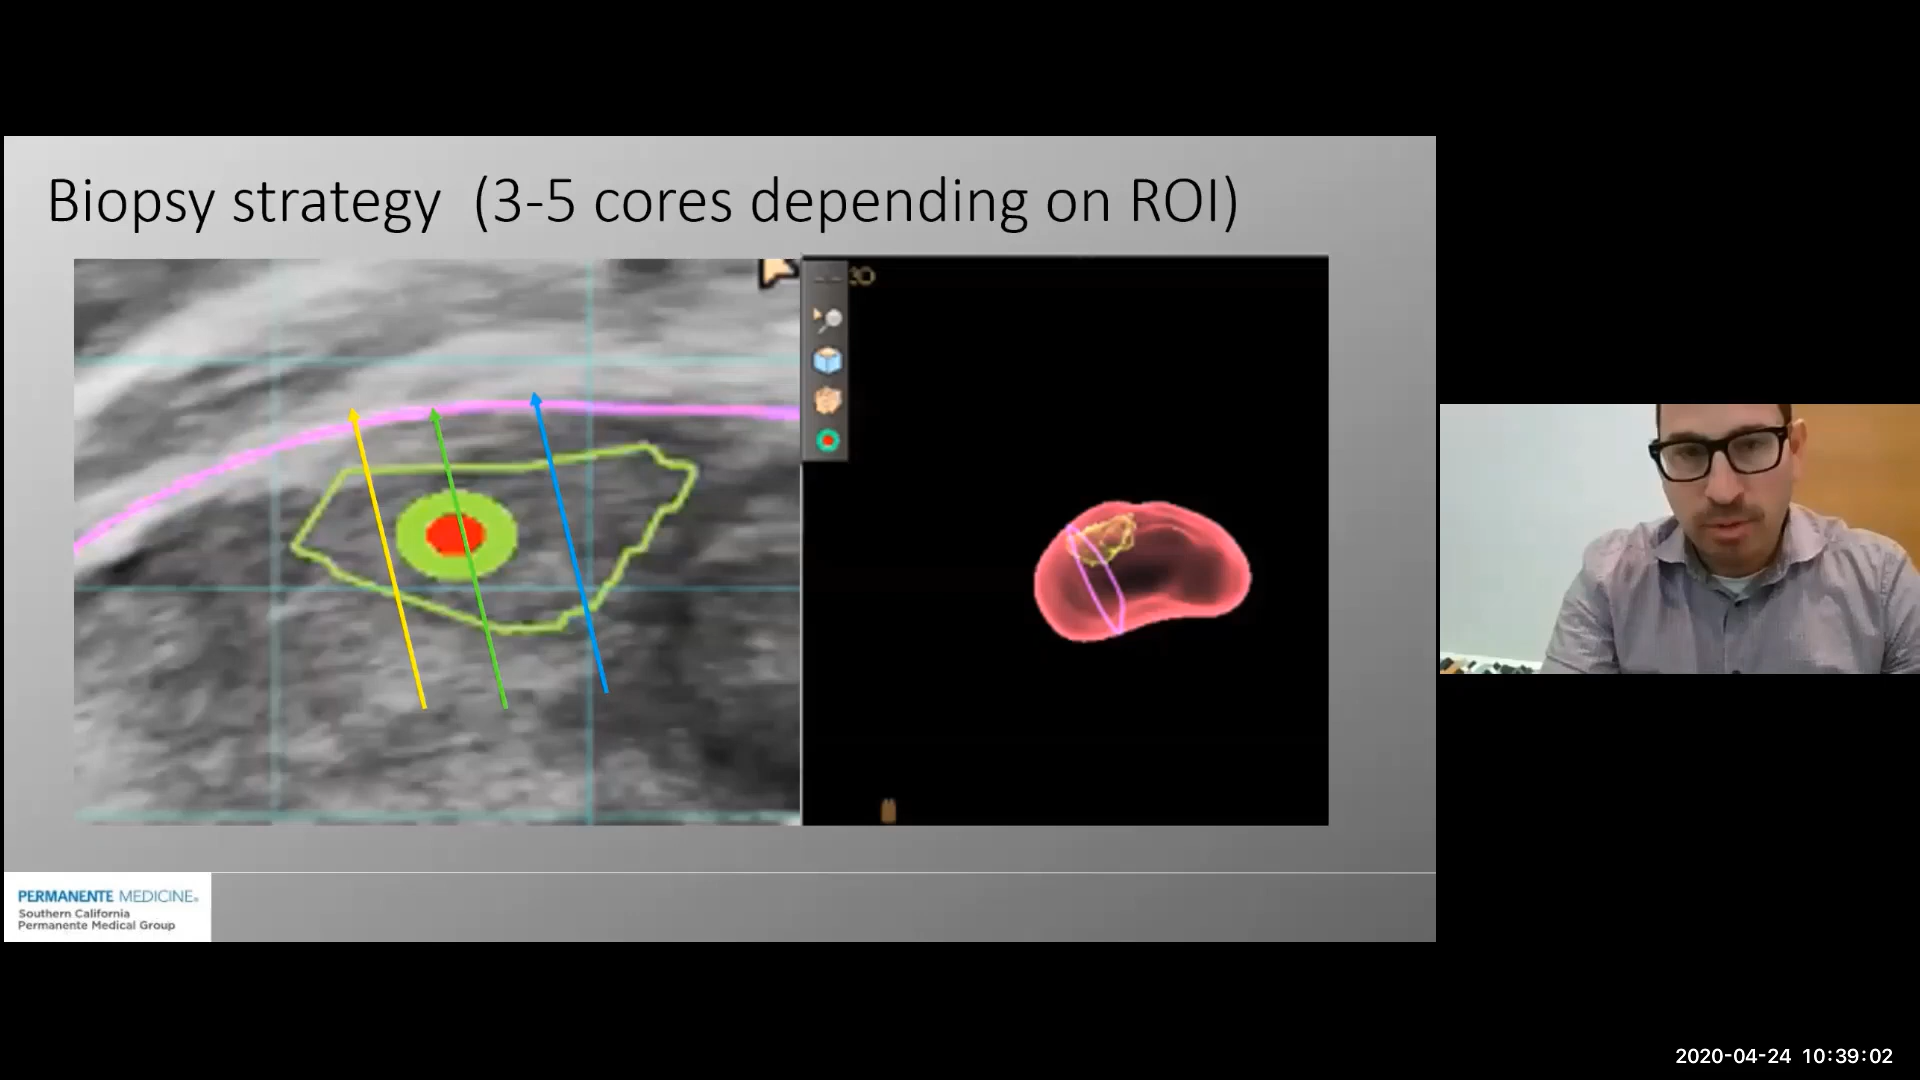 Biopsy strategy (3-5 cores depending on ROI)
PERMANENTE MEDICINE®
Southern California
Permanente Medical Group
2020-04-24 10:39:02